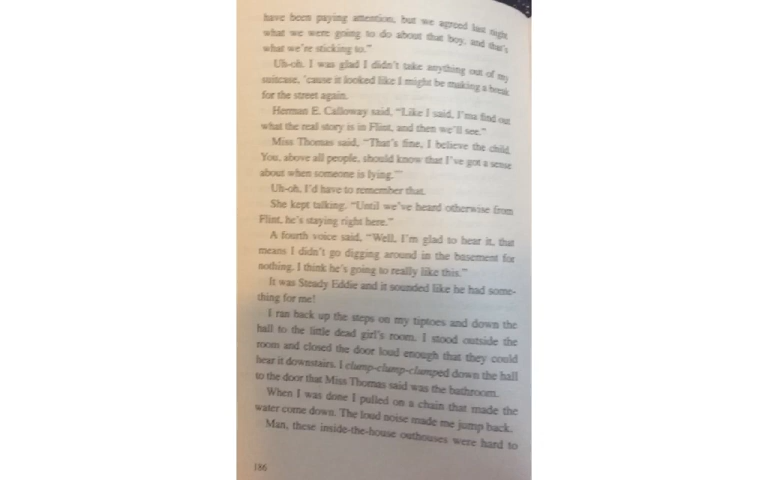 have been paying attention, but we agreed last night
what we were going to do about that boy, and that's
what we're sticking to."
Uh-oh. I was glad I didn't take anything out of my
suitcase, 'cause it looked like I might be making a break
for the street again.
Herman E. Calloway said, "Like I said, I'ma find out
what the real story is in Flint, and then we'll see."
Miss Thomas said, "That's fine, I believe the child.
You, above all people, should know that I've got a sense
about when someone is lying."
Uh-oh, I'd have to remember that.
She kept talking. "Until we've heard otherwise from
Flint, he's staying right here."
A fourth voice said, "Well, I'm glad to hear it, that
means I didn't go digging around in the basement for
nothing. I think he's going to really like this."
It was Steady Eddie and it sounded like he had some-
thing for me!
I ran back up the steps on my tiptoes and down the
hall to the little dead girl's room. I stood outside the
room and closed the door loud enough that they could
hear it downstairs. I clump-clump-clumped down the hall
to the door that Miss Thomas said was the bathroom.
When I was done I pulled on a chain that made the
water come down. The loud noise made me jump back.
Man, these inside-the-house outhouses were hard to
186